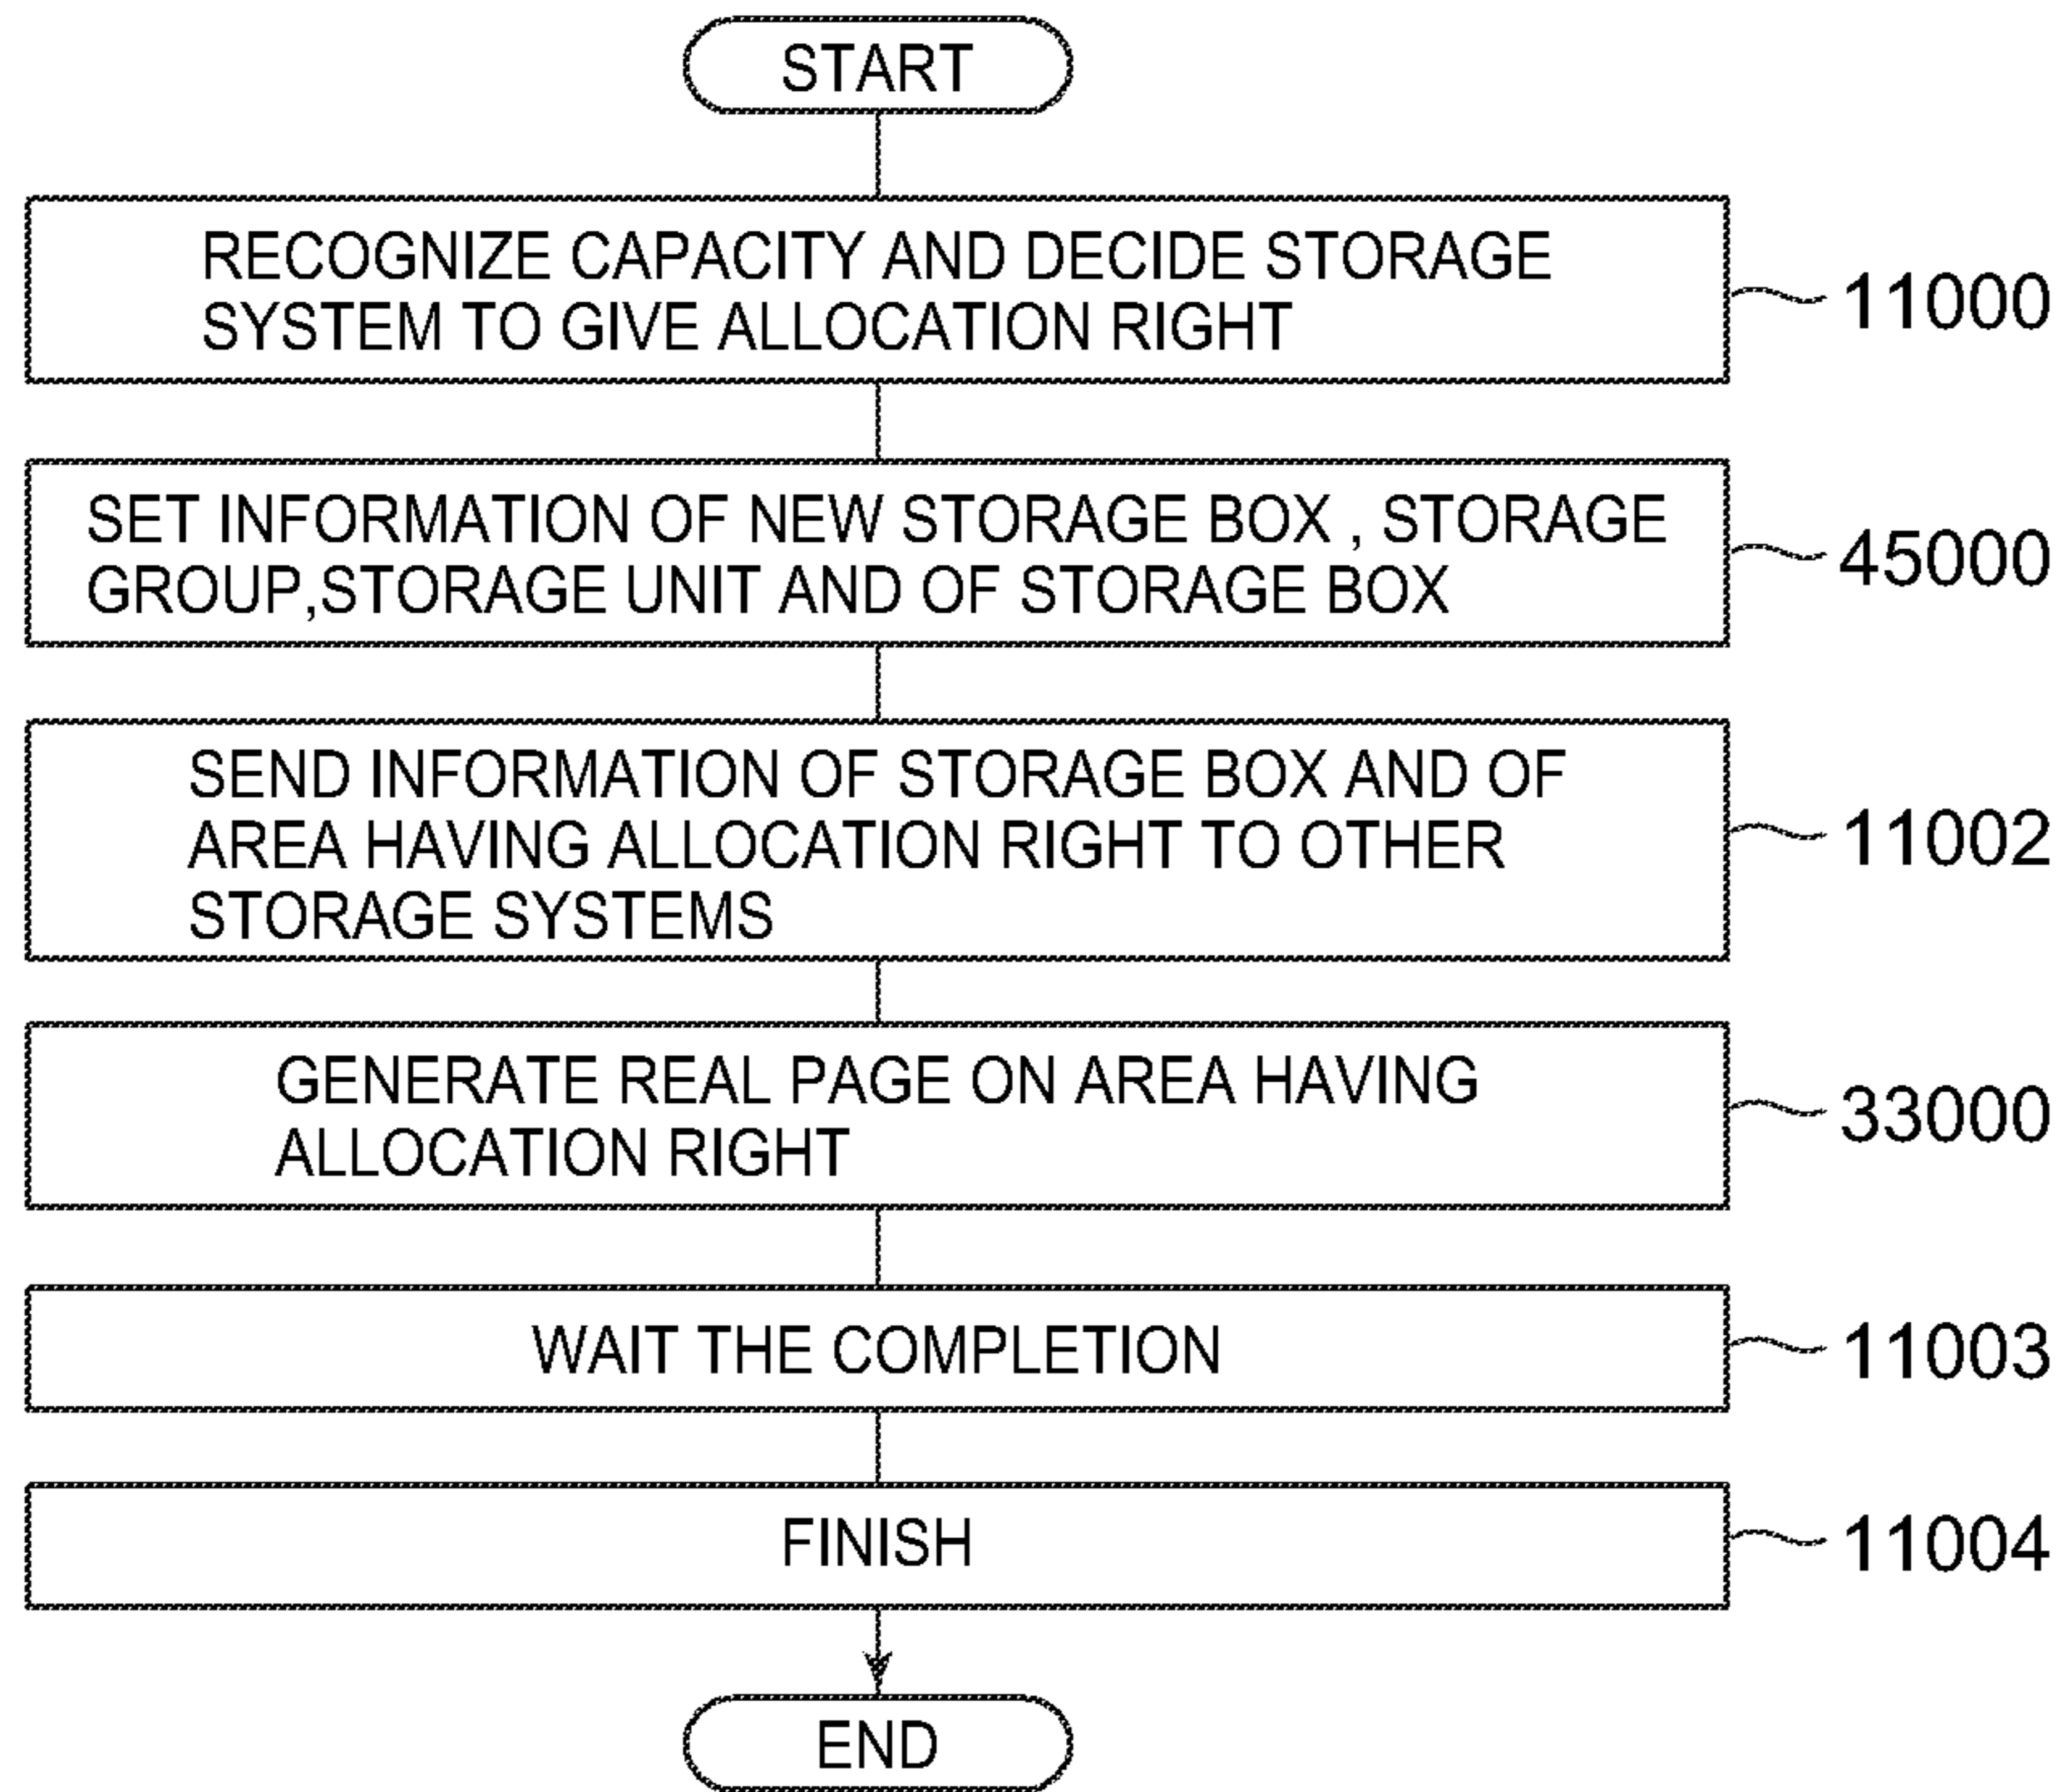 START
RECOGNIZE CAPACITY AND DECIDE STORAGE
SYSTEM TO GIVE ALLOCATION RIGHT
11000
SET INFORMATION OF NEW STORAGE BOX , STORAGE
GROUP,STORAGE UNIT AND OF STORAGE BOX
45000
SEND INFORMATION OF STORAGE BOX AND OF
AREA HAVING ALLOCATION RIGHT TO OTHER
STORAGE SYSTEMS
11002
GENERATE REAL PAGE ON AREA HAVING
ALLOCATION RIGHT
33000
WAIT THE COMPLETION
11003
FINISH
11004
END